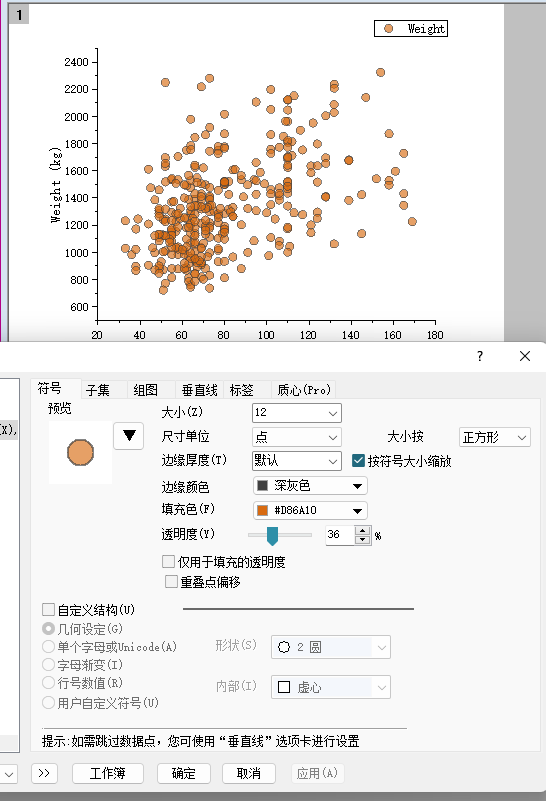 1
Weight
2400
2200
2000
1800
1600
1400
1200
1000
800
600
Weight (kg)
20 40 60 80 100 120 140 160 180
? ×
符号 子集 组图 垂直线 标签 质心(Pro)
预览
(X),
大小(Z) 12
尺寸单位 点 大小按 正方形
边缘厚度(T) 默认 按符号大小缩放
边缘颜色 深灰色
填充色(F) #D86A10
透明度(Y) 36 %
仅用于填充的透明度
重叠点偏移
自定义结构(U)
几何设定(G)
单个字母或Unicode(A) 形状(S) 2 圆
字母渐变(I)
行号数值(R) 内部(I) 虚心
用户自定义符号(U)
提示:如需跳过数据点，您可使用“垂直线”选项卡进行设置
>> 工作簿 确定 取消 应用(A)